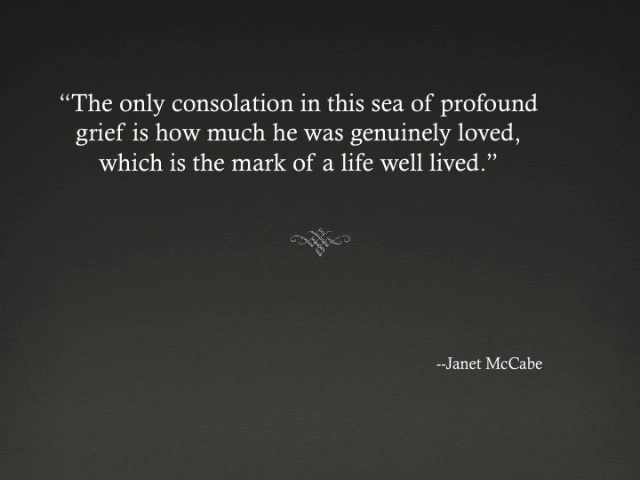 “The only consolation in this sea of profound
grief is how much he was genuinely loved,
which is the mark of a life well lived.”
--Janet McCabe